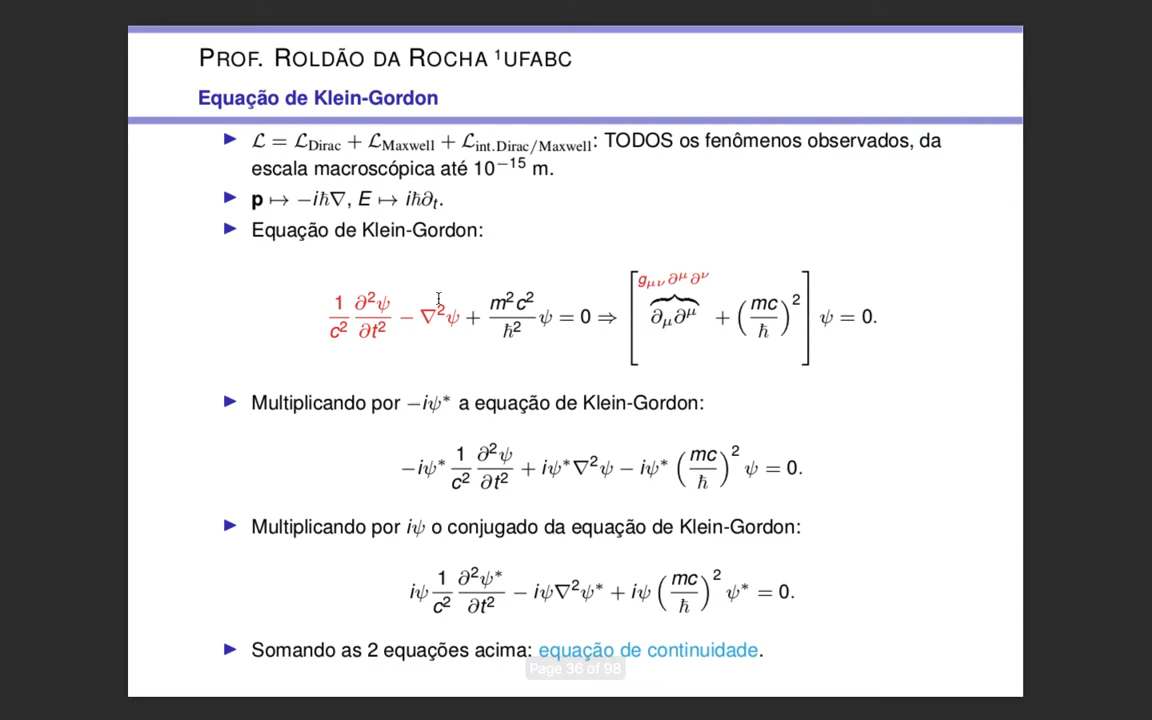 PROF. ROLDÃO DA ROCHA ¹UFABC
Equação de Klein-Gordon
▶ ℒ = ℒ_Dirac + ℒ_Maxwell + ℒ_int.Dirac/Maxwell: TODOS os fenômenos observados, da
escala macroscópica até 10⁻¹⁵ m.
▶ p ↦ −iħ∇, E ↦ iħ∂ₜ.
▶ Equação de Klein-Gordon:
1/c² ∂²ψ/∂t² − ∇²ψ + m²c²/ħ² ψ = 0 ⇒ [ g_μν ∂^μ ∂^ν ⏞ ∂_μ∂^μ + (mc/ħ)² ] ψ = 0.
▶ Multiplicando por −iψ* a equação de Klein-Gordon:
−iψ* 1/c² ∂²ψ/∂t² + iψ*∇²ψ − iψ* (mc/ħ)² ψ = 0.
▶ Multiplicando por iψ o conjugado da equação de Klein-Gordon:
iψ 1/c² ∂²ψ*/∂t² − iψ∇²ψ* + iψ (mc/ħ)² ψ* = 0.
▶ Somando as 2 equações acima: equação de continuidade.
Page 36 of 98